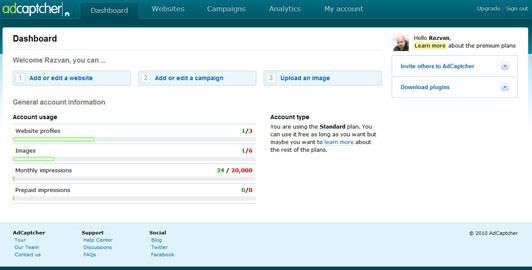 adcaptcher
Dashboard
Websites
Campaigns
Analytics
My account
Upgrade
Sign out
Dashboard
Welcome Razvan, you can ...
1 Add or edit a website
2 Add or edit a campaign
3 Upload an image
General account information
Account usage
Website profiles 1/3
Images 1/6
Monthly impressions 34 / 20,000
Prepaid impressions 0/0
Account type
You are using the Standard plan. You
can use it free as long as you want but
maybe you want to learn more about
the rest of the plans.
Hello Razvan,
Learn more about the premium plans
Invite others to AdCaptcher
Download plugins
AdCaptcher
Tour
Our Team
Contact us
Support
Help Center
Discussions
FAQs
Social
Blog
Twitter
Facebook
© 2010 AdCaptcher